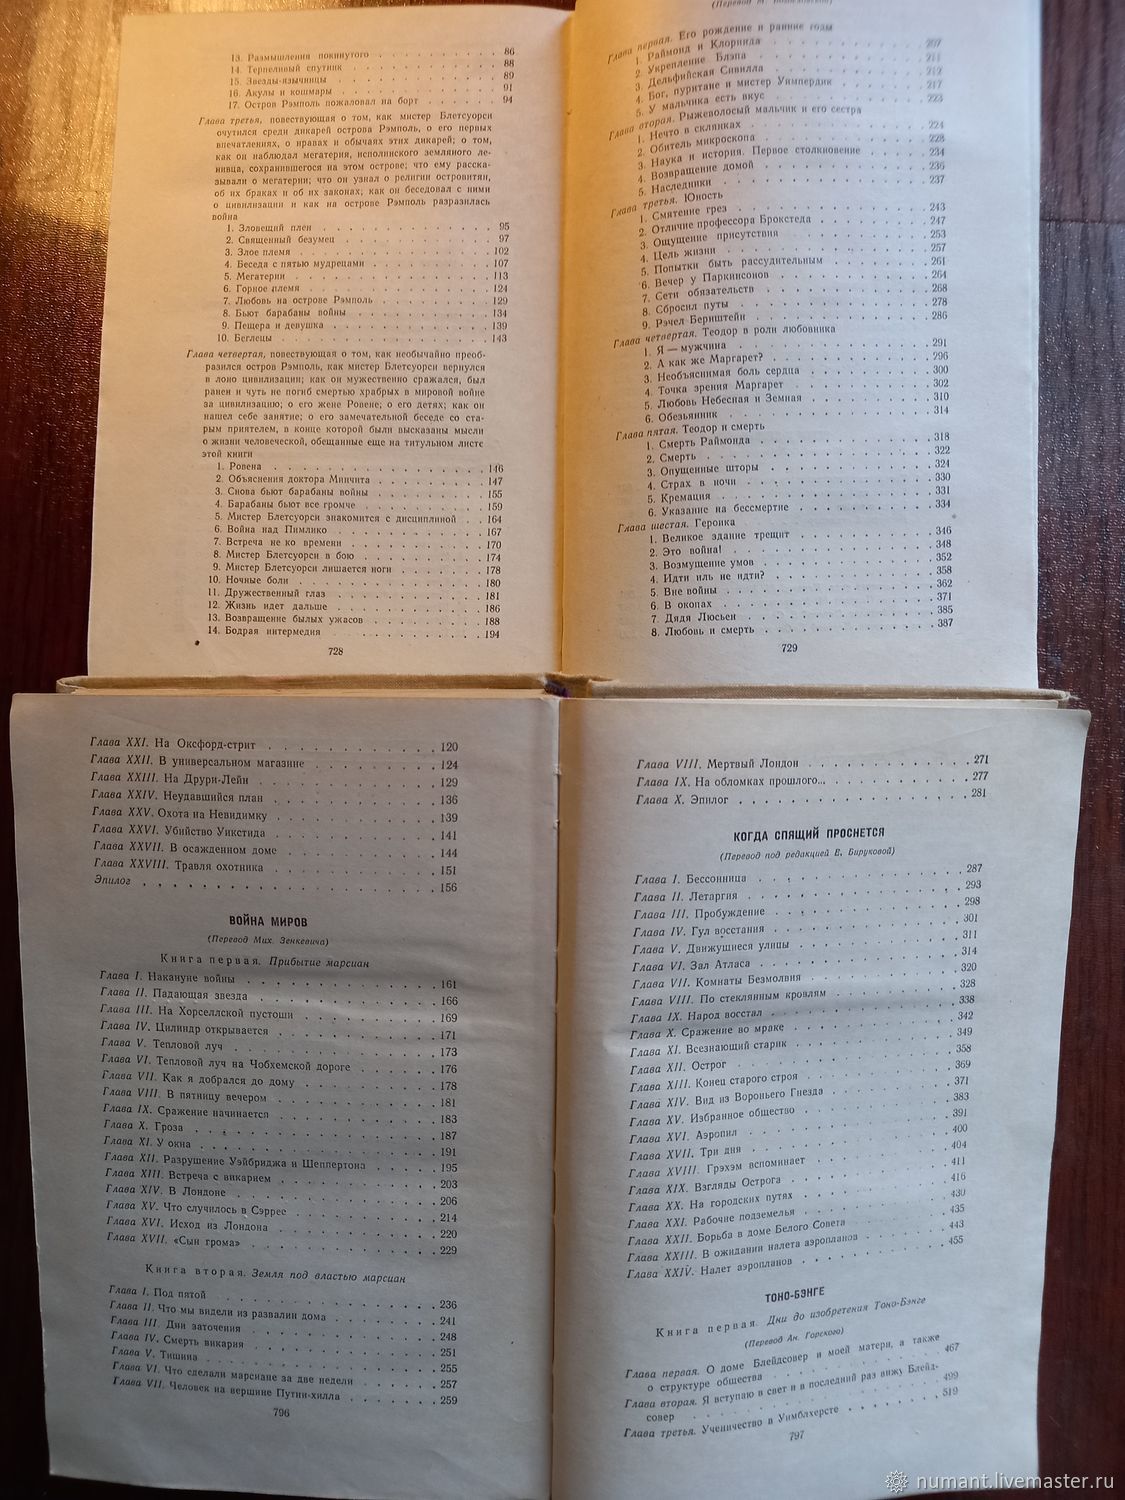 13. Размышления покинутого 86
14. Терпеливый спутник 88
15. Звезды-язычницы 89
16. Акулы и кошмары 91
17. Остров Рэмполь пожаловал на борт 94
Глава третья, повествующая о том, как мистер Блетсуорси
очутился среди дикарей острова Рэмполь, о его первых
впечатлениях, о нравах и обычаях этих дикарей; о том,
как он наблюдал мегатерия, исполинского земляного ле-
нивца, сохранившегося на этом острове; что ему расска-
зывали о мегатерии; что он узнал о религии островитян,
об их браках и об их законах; как он беседовал с ними
о цивилизации и как на острове Рэмполь разразилась
война
1. Зловещий плен 95
2. Священный безумец 97
3. Злое племя 102
4. Беседа с пятью мудрецами 107
5. Мегатерии 113
6. Горное племя 124
7. Любовь на острове Рэмполь 129
8. Бьют барабаны войны 134
9. Пещера и девушка 139
10. Беглецы 143
Глава четвертая, повествующая о том, как необычайно преоб-
разился остров Рэмполь, как мистер Блетсуорси вернулся
в лоно цивилизации; как он мужественно сражался, был
ранен и чуть не погиб смертью храбрых в мировой войне
за цивилизацию; о его жене Ровене; о его детях; как он
нашел себе занятие; о его замечательной беседе со ста-
рым приятелем, в конце которой были высказаны мысли
о жизни человеческой, обещанные еще на титульном листе
этой книги
1. Ровена 146
2. Объяснения доктора Минчита 147
3. Снова бьют барабаны войны 155
4. Барабаны бьют все громче 159
5. Мистер Блетсуорси знакомится с дисциплиной 164
6. Война над Пимлико 167
7. Встреча не ко времени 170
8. Мистер Блетсуорси в бою 174
9. Мистер Блетсуорси лишается ноги 178
10. Ночные боли 180
11. Дружественный глаз 181
12. Жизнь идет дальше 186
13. Возвращение былых ужасов 188
14. Бодрая интермедия 194
728
Глава первая. Его рождение и ранние годы
1. Раймонд и Клоринда 207
2. Укрепление Блэпа 211
3. Дельфийская Сивилла 212
4. Бог, пуритане и мистер Уимпердик 217
5. У мальчика есть вкус 223
Глава вторая. Рыжеволосый мальчик и его сестра
1. Нечто в склянках 224
2. Обитель микроскопа 228
3. Наука и история. Первое столкновение 234
4. Возвращение домой 236
5. Наследники 237
Глава третья. Юность
1. Смятение грез 243
2. Отличие профессора Брокстеда 247
3. Ощущение присутствия 253
4. Цель жизни 257
5. Попытки быть рассудительным 261
6. Вечер у Паркинсонов 264
7. Сети обязательств 268
8. Сбросил путы 278
9. Рэчел Бернштейн 286
Глава четвертая. Теодор в роли любовника
1. Я — мужчина 291
2. А как же Маргарет? 296
3. Необъяснимая боль сердца 300
4. Точка зрения Маргарет 302
5. Любовь Небесная и Земная 310
6. Обезьянник 314
Глава пятая. Теодор и смерть
1. Смерть Раймонда 318
2. Смерть 322
3. Опущенные шторы 324
4. Страх в ночи 330
5. Кремация 331
6. Указание на бессмертие 334
Глава шестая. Героика
1. Великое здание трещит 346
2. Это война! 348
3. Возмущение умов 352
4. Идти иль не идти? 358
5. Вне войны 362
6. В окопах 371
7. Дядя Люсьен 385
8. Любовь и смерть 387
729
Глава XXI. На Оксфорд-стрит 120
Глава XXII. В универсальном магазине 124
Глава XXIII. На Друри-Лейн 129
Глава XXIV. Неудавшийся план 136
Глава XXV. Охота на Невидимку 139
Глава XXVI. Убийство Уикстида 141
Глава XXVII. В осажденном доме 144
Глава XXVIII. Травля охотника 151
Эпилог 156
ВОЙНА МИРОВ
(Перевод Мих. Зенкевича)
Книга первая. Прибытие марсиан
Глава I. Накануне войны 161
Глава II. Падающая звезда 166
Глава III. На Хорселлской пустоши 169
Глава IV. Цилиндр открывается 171
Глава V. Тепловой луч 173
Глава VI. Тепловой луч на Чобхемской дороге 176
Глава VII. Как я добрался до дому 178
Глава VIII. В пятницу вечером 181
Глава IX. Сражение начинается 183
Глава X. Гроза 187
Глава XI. У окна 191
Глава XII. Разрушение Уэйбриджа и Шеппертона 195
Глава XIII. Встреча с викарием 203
Глава XIV. В Лондоне 206
Глава XV. Что случилось в Сэррее 214
Глава XVI. Исход из Лондона 220
Глава XVII. «Сын грома» 229
Книга вторая. Земля под властью марсиан
Глава I. Под пятой 236
Глава II. Что мы видели из развалин дома 241
Глава III. Дни заточения 248
Глава IV. Смерть викария 251
Глава V. Тишина 255
Глава VI. Что сделали марсиане за две недели 257
Глава VII. Человек на вершине Путни-хилла 259
796
Глава VIII. Мертвый Лондон 271
Глава IX. На обломках прошлого... 277
Глава X. Эпилог 281
КОГДА СПЯЩИЙ ПРОСНЕТСЯ
(Перевод под редакцией Е. Бируковой)
Глава I. Бессонница 287
Глава II. Летаргия 293
Глава III. Пробуждение 298
Глава IV. Гул восстания 301
Глава V. Движущиеся улицы 311
Глава VI. Зал Атласа 314
Глава VII. Комнаты Безмолвия 320
Глава VIII. По стеклянным кровлям 328
Глава IX. Народ восстал 338
Глава X. Сражение во мраке 342
Глава XI. Всезнающий старик 349
Глава XII. Острог 358
Глава XIII. Конец старого строя 369
Глава XIV. Вид из Вороньего Гнезда 371
Глава XV. Избранное общество 383
Глава XVI. Аэропил 391
Глава XVII. Три дня 400
Глава XVIII. Грэхэм вспоминает 404
Глава XIX. Взгляды Острога 411
Глава XX. На городских путях 416
Глава XXI. Рабочие подземелья 430
Глава XXII. Борьба в доме Белого Совета 435
Глава XXIII. В ожидании налета аэропланов 443
Глава XXIV. Налет аэропланов 455
ТОНО-БЭНГЕ
Книга первая. Дни до изобретения Тоно-Бэнге
(Перевод Ан. Горского)
Глава первая. О доме Блейдсовер и моей матери, а также
о структуре общества 467
Глава вторая. Я вступаю в свет и в последний раз вижу Блейд-
совер 499
Глава третья. Ученичество в Уимблхерсте 519
797
numant.livemaster.ru